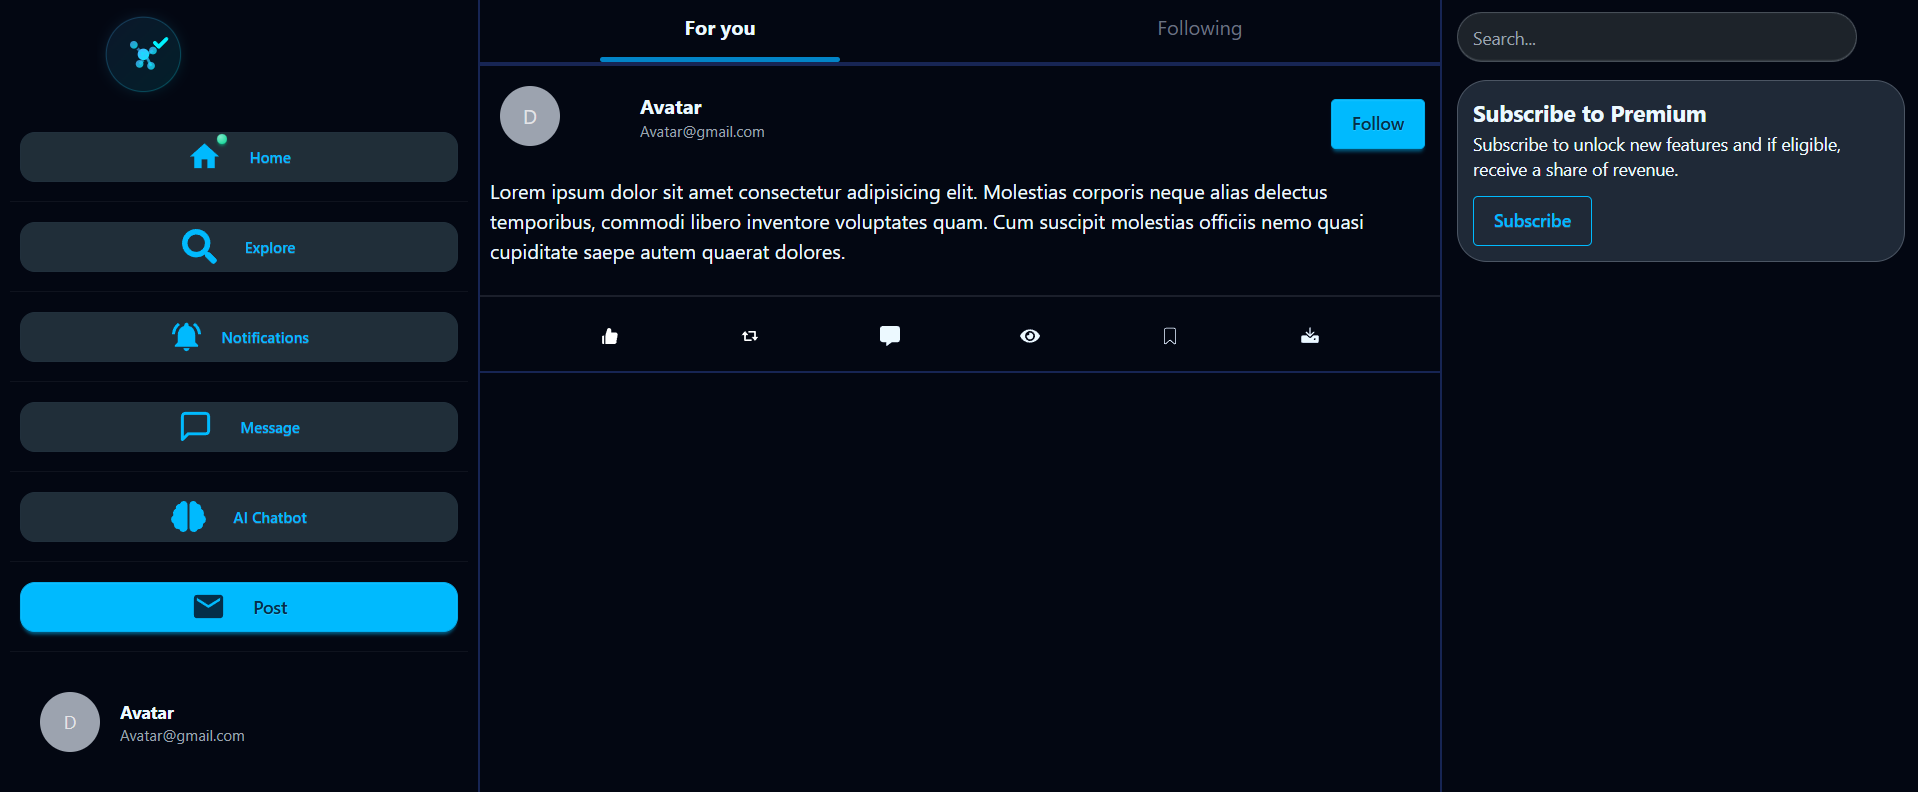 Home
Explore
Notifications
Message
AI Chatbot
Post
D
Avatar
Avatar@gmail.com
For you
Following
D
Avatar
Avatar@gmail.com
Follow
Lorem ipsum dolor sit amet consectetur adipisicing elit. Molestias corporis neque alias delectus
temporibus, commodi libero inventore voluptates quam. Cum suscipit molestias officiis nemo quasi
cupiditate saepe autem quaerat dolores.
Search...
Subscribe to Premium
Subscribe to unlock new features and if eligible,
receive a share of revenue.
Subscribe